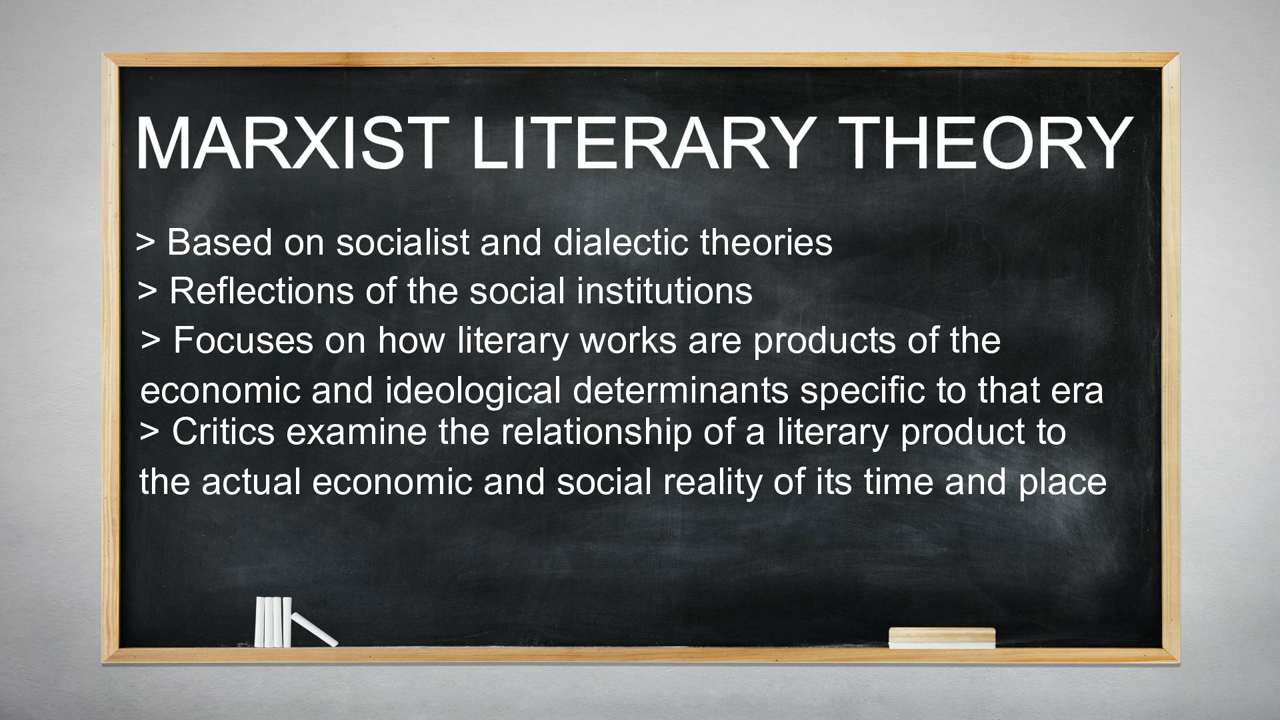 MARXIST LITERARY THEORY
> Based on socialist and dialectic theories
> Reflections of the social institutions
> Focuses on how literary works are products of the
economic and ideological determinants specific to that era
> Critics examine the relationship of a literary product to
the actual economic and social reality of its time and place